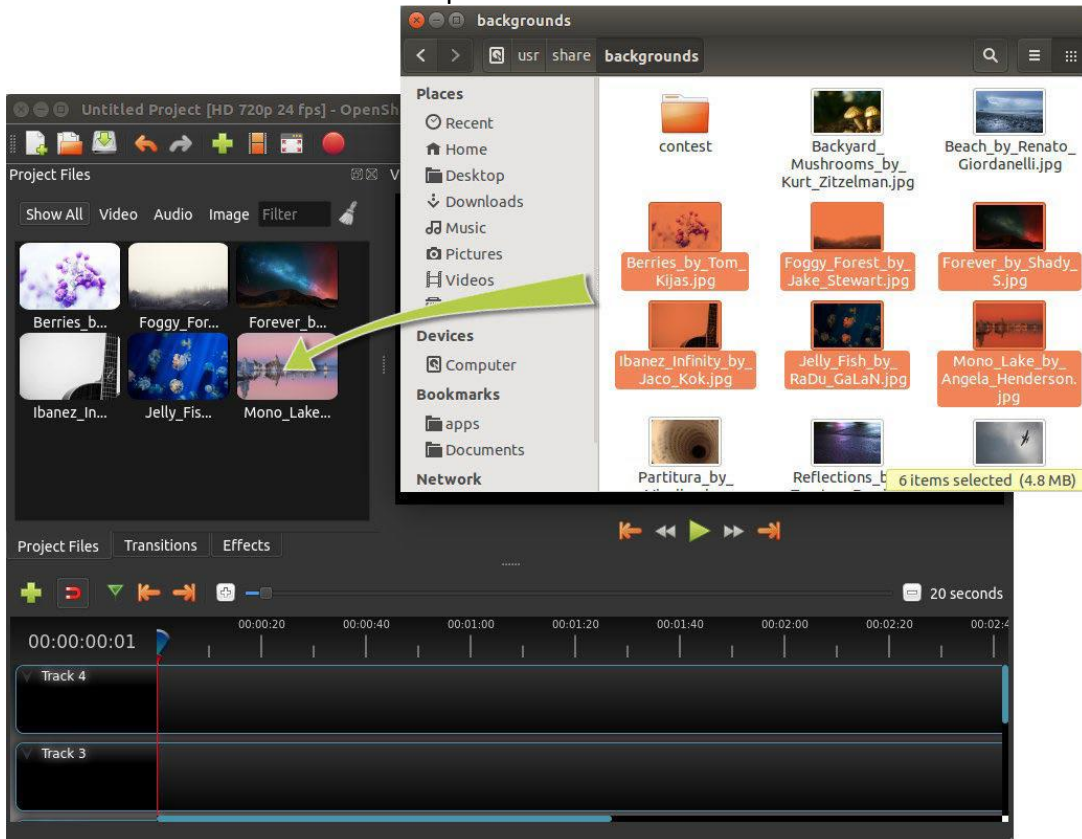 backgrounds
usr share backgrounds
Places
Recent
Home
Desktop
Downloads
Music
Pictures
Videos
Devices
Computer
Bookmarks
apps
Documents
Network
contest
Backyard_
Mushrooms_by_
Kurt_Zitzelman.jpg
Beach_by_Renato_
Giordanelli.jpg
Berries_by_Tom_
Kijas.jpg
Foggy_Forest_by_
Jake_Stewart.jpg
Forever_by_Shady_
S.jpg
Ibanez_Infinity_by_
Jaco_Kok.jpg
Jelly_Fish_by_
RaDu_GaLaN.jpg
Mono_Lake_by_
Angela_Henderson.
jpg
Partitura_by_
Reflections_b
6 items selected (4.8 MB)
Untitled Project [HD 720p 24 fps] - OpenSh
Project Files
V
Show All Video Audio Image Filter
Berries_b... Foggy_For... Forever_b...
Ibanez_In... Jelly_Fis... Mono_Lake...
Project Files Transitions Effects
20 seconds
00:00:00:01
00:00:20 00:00:40 00:01:00 00:01:20 00:01:40 00:02:00 00:02:20 00:02:4
Track 4
Track 3